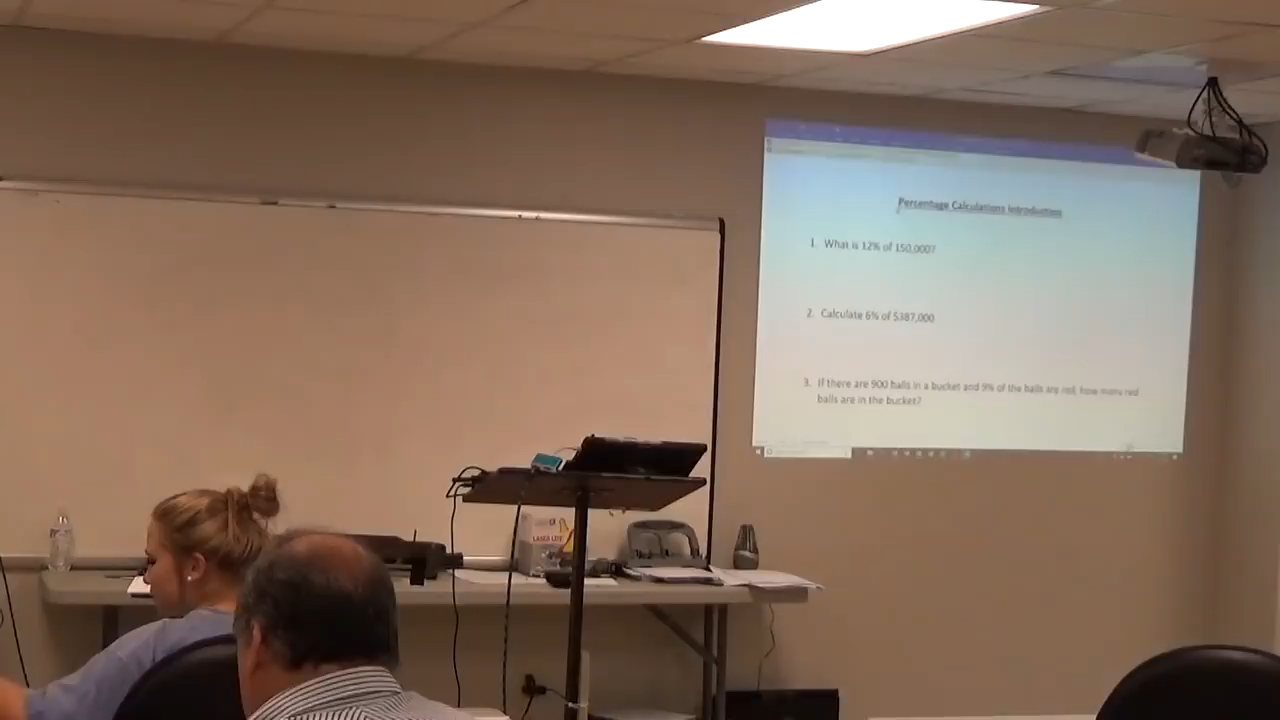 Percentage Calculations Introduction
1. What is 12% of 150,000?
2. Calculate 6% of $387,000
3. If there are 900 balls in a bucket and 9% of the balls are red, how many red
balls are in the bucket?
LASER LITE